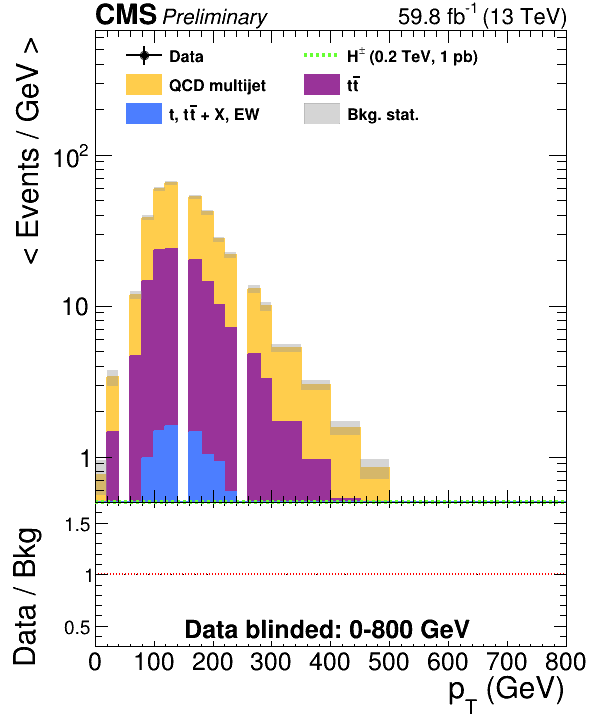 CMS Preliminary 59.8 fb⁻¹ (13 TeV)
Data
H± (0.2 TeV, 1 pb)
QCD multijet
tt̄
t, tt̄ + X, EW
Bkg. stat.
< Events / GeV >
10²
10
1
Data / Bkg
1.5
1
0.5
Data blinded: 0-800 GeV
0 100 200 300 400 500 600 700 800
p_T (GeV)